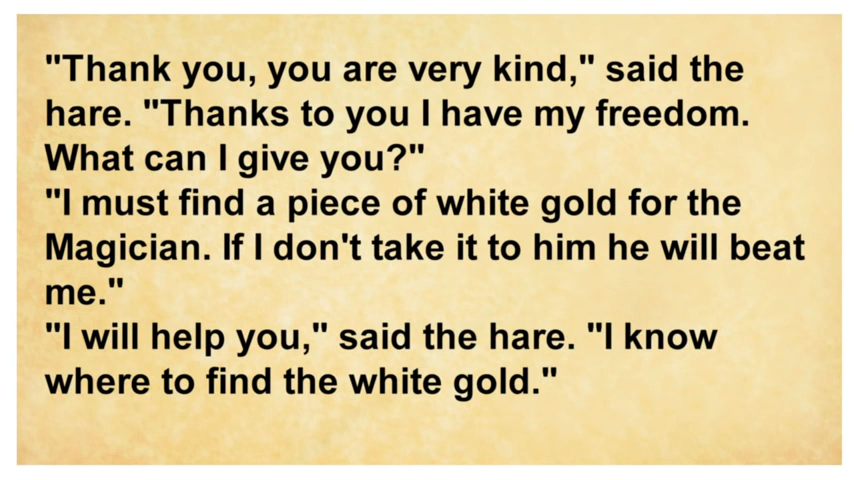 "Thank you, you are very kind," said the
hare. "Thanks to you I have my freedom.
What can I give you?"
"I must find a piece of white gold for the
Magician. If I don't take it to him he will beat
me."
"I will help you," said the hare. "I know
where to find the white gold."